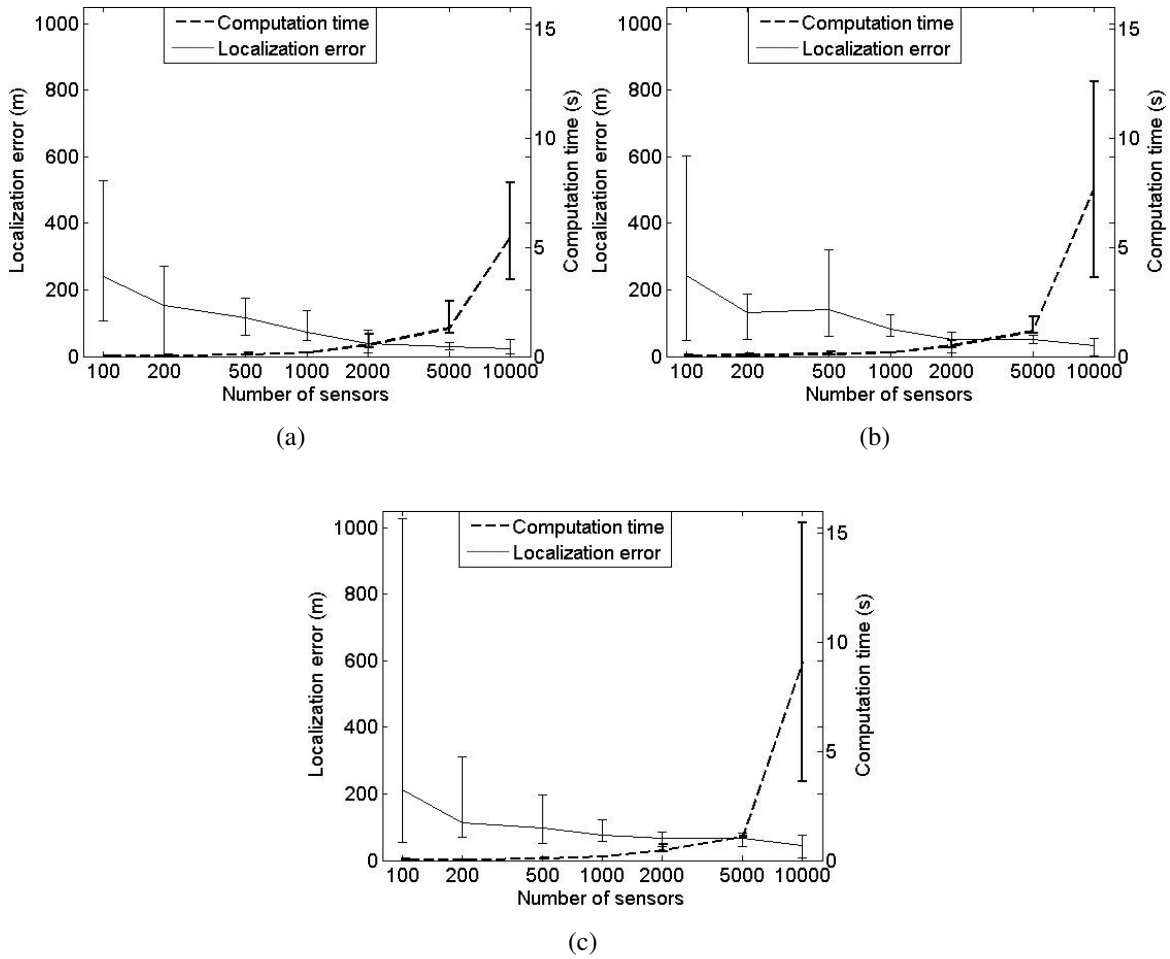 Computation time
Localization error
1000
800
600
400
200
0
Localization error (m)
15
10
5
0
Computation time (s)
100 200 500 1000 2000 5000 10000
Number of sensors
(a)
Computation time
Localization error
1000
800
600
400
200
0
Localization error (m)
15
10
5
0
Computation time (s)
100 200 500 1000 2000 5000 10000
Number of sensors
(b)
Computation time
Localization error
1000
800
600
400
200
0
Localization error (m)
15
10
5
0
Computation time (s)
100 200 500 1000 2000 5000 10000
Number of sensors
(c)